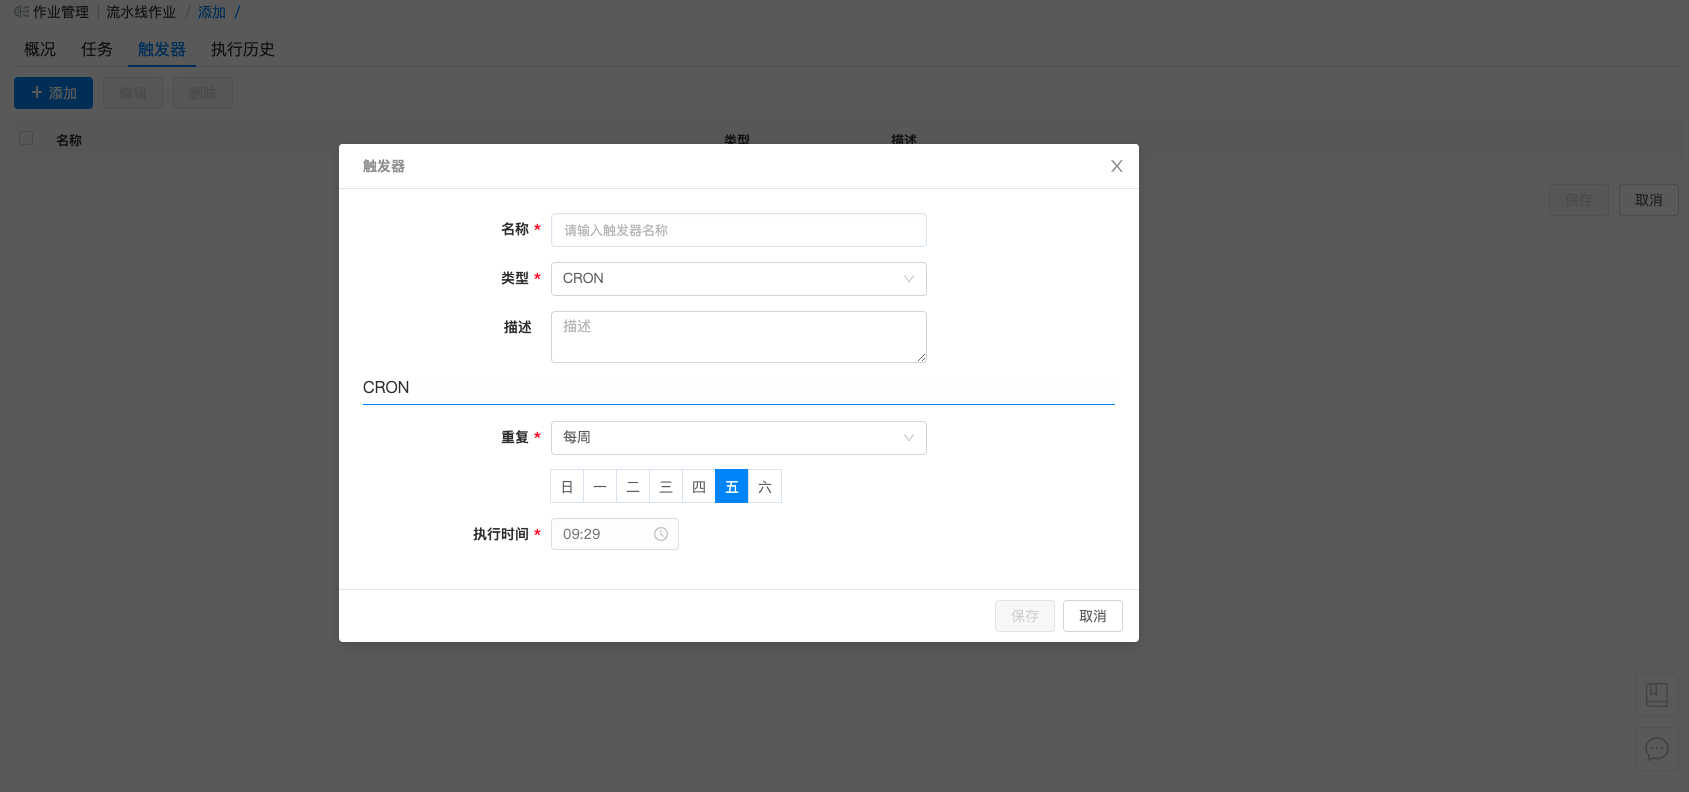 作业管理 | 流水线作业 / 添加 /
概况 任务 触发器 执行历史
+ 添加 编辑 删除
名称 类型 描述
保存 取消
触发器 X
名称 * 请输入触发器名称
类型 * CRON
描述 描述
CRON
重复 * 每周
日 一 二 三 四 五 六
执行时间 * 09:29
保存 取消